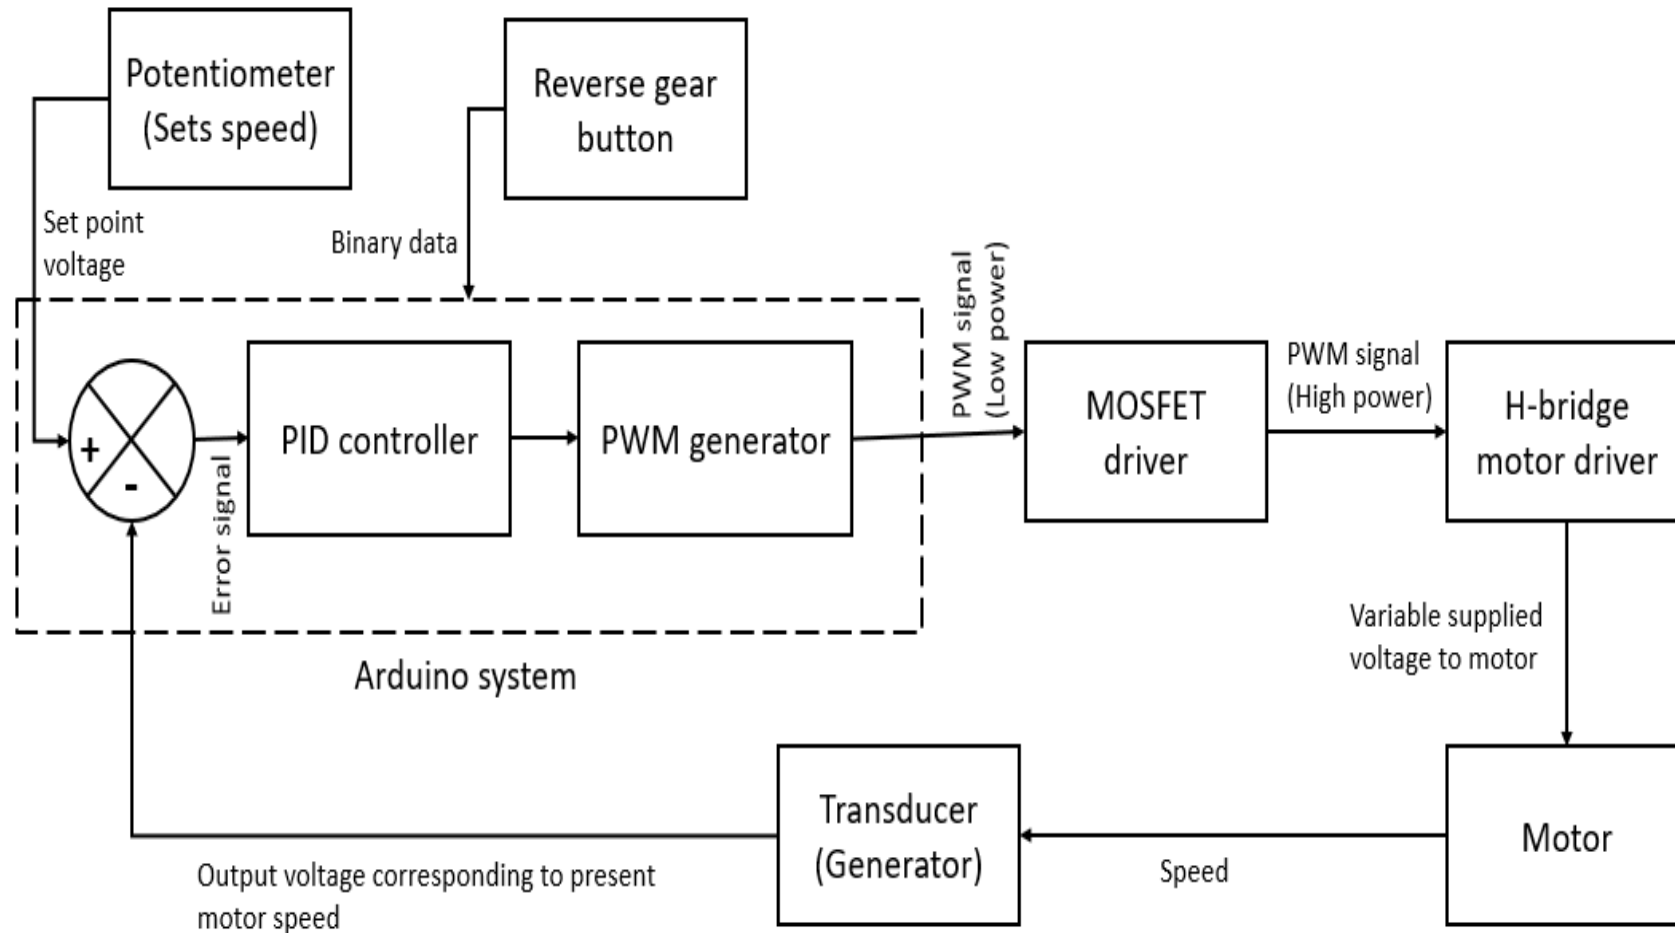 Potentiometer
(Sets speed)
Reverse gear
button
Set point
voltage
Binary data
PWM signal
(Low power)
PWM signal
(High power)
+
-
Error signal
PID controller
PWM generator
MOSFET
driver
H-bridge
motor driver
Arduino system
Variable supplied
voltage to motor
Transducer
(Generator)
Motor
Speed
Output voltage corresponding to present
motor speed